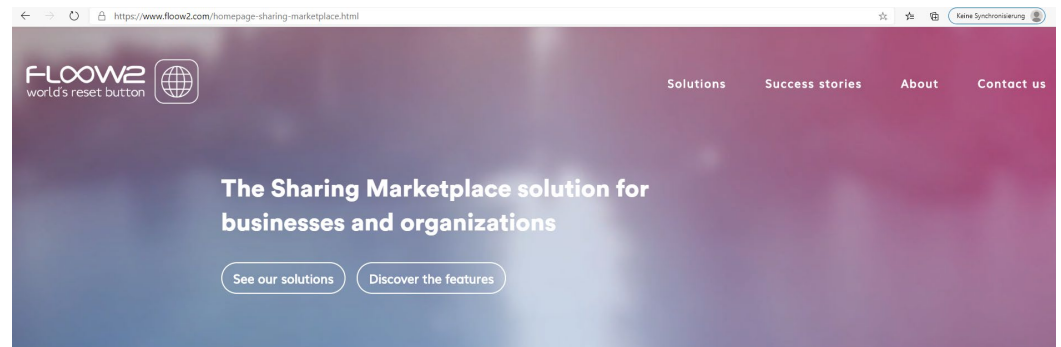 https://www.floow2.com/homepage-sharing-marketplace.html
Keine Synchronisierung
FLOOW2
world's reset button
Solutions
Success stories
About
Contact us
The Sharing Marketplace solution for
businesses and organizations
See our solutions
Discover the features